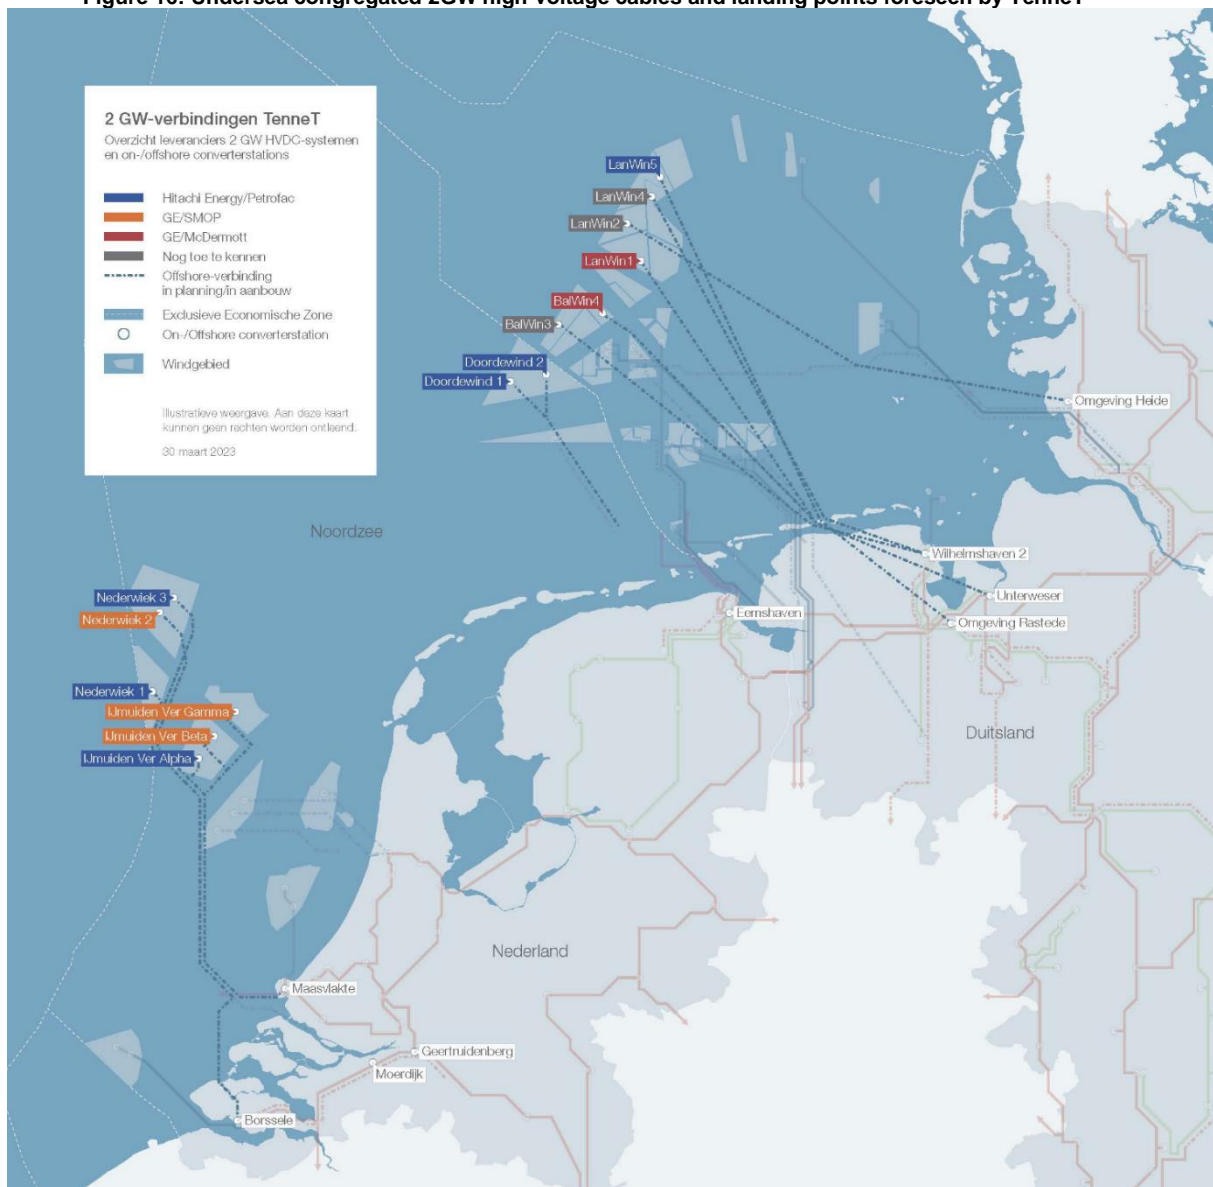 Figure 10: Undersea congregated 2GW high voltage cables and landing points foreseen by TenneT
2 GW-verbindingen TenneT
Overzicht leveranciers 2 GW HVDC-systemen
en on-/offshore converterstations
Hitachi Energy/Petrofac
GE/SMOP
GE/McDermott
Nog toe te kennen
Offshore-verbinding
in planning/in aanbouw
Exclusieve Economische Zone
On-/Offshore converterstation
Windgebied
Illustratieve weergave. Aan deze kaart
kunnen geen rechten worden ontleend.
30 maart 2023
LanWin5
LanWin4
LanWin2
LanWin1
BalWin4
BalWin3
Doordewind 2
Doordewind 1
Omgeving Heide
Noordzee
Wilhelmshaven 2
Nederwiek 3
Nederwiek 2
Unterweser
Eemshaven
Omgeving Rastede
Nederwiek 1
IJmuiden Ver Gamma
IJmuiden Ver Beta
IJmuiden Ver Alpha
Duitsland
Nederland
Maasvlakte
Geertruidenberg
Moerdijk
Borssele